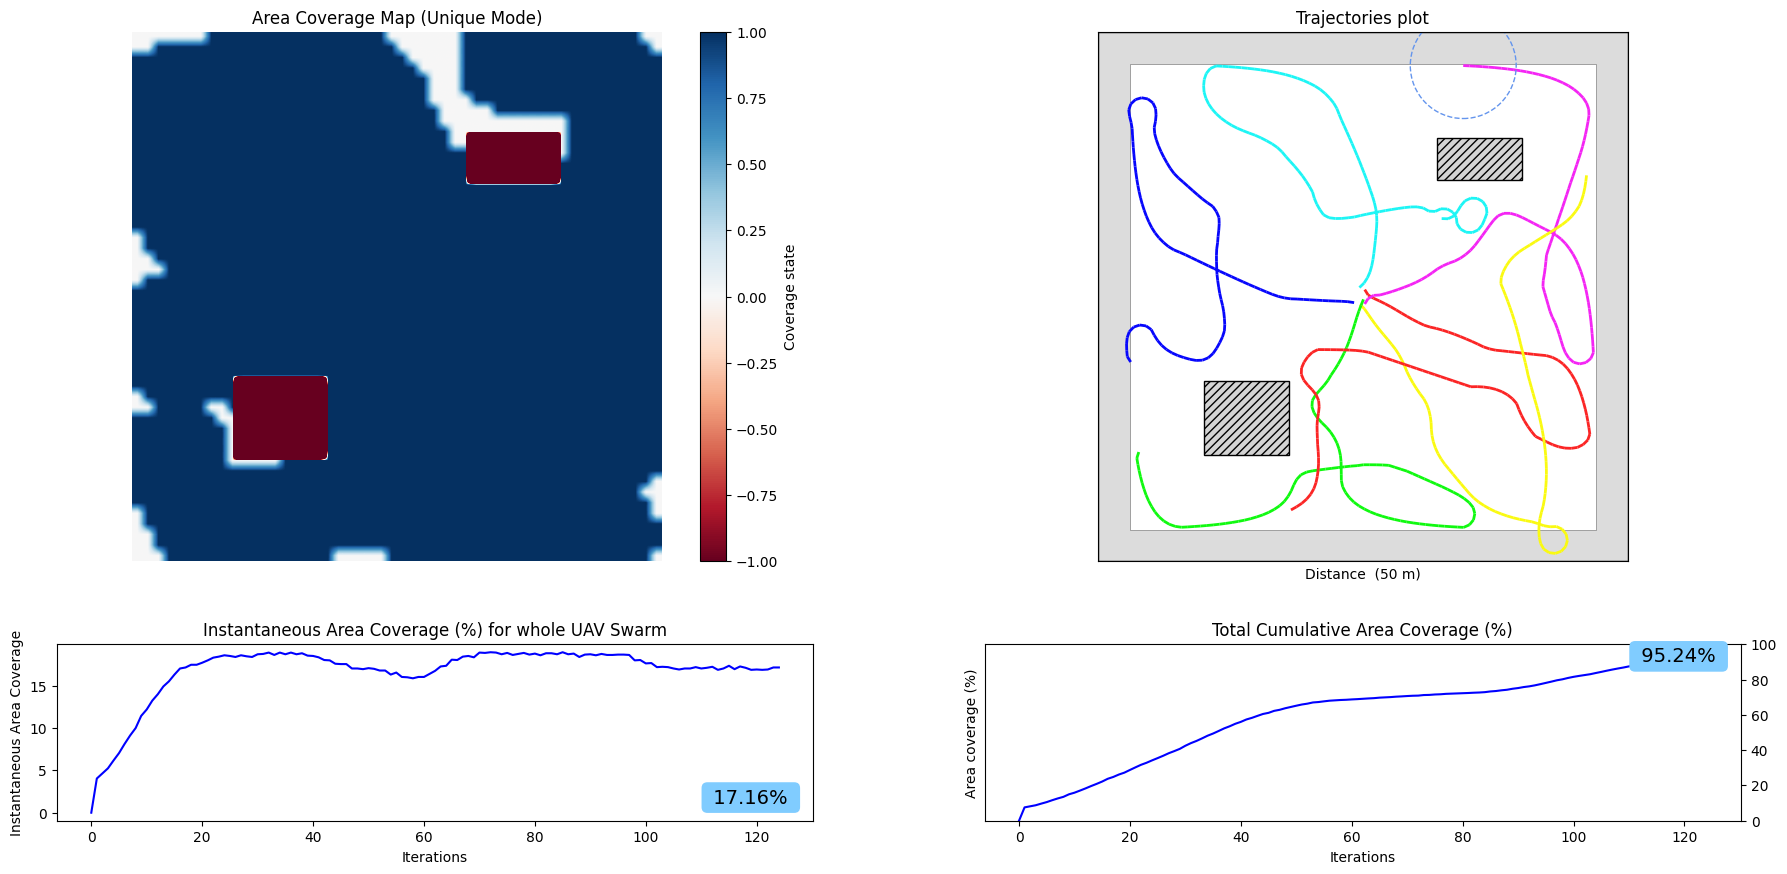 Area Coverage Map (Unique Mode)
1.00
0.75
0.50
0.25
0.00
−0.25
−0.50
−0.75
−1.00
Coverage state
Trajectories plot
Distance  (50 m)
Instantaneous Area Coverage (%) for whole UAV Swarm
Instantaneous Area Coverage
15
10
5
0
17.16%
0 20 40 60 80 100 120
Iterations
Total Cumulative Area Coverage (%)
Area coverage (%)
95.24%
100
80
60
40
20
0
0 20 40 60 80 100 120
Iterations